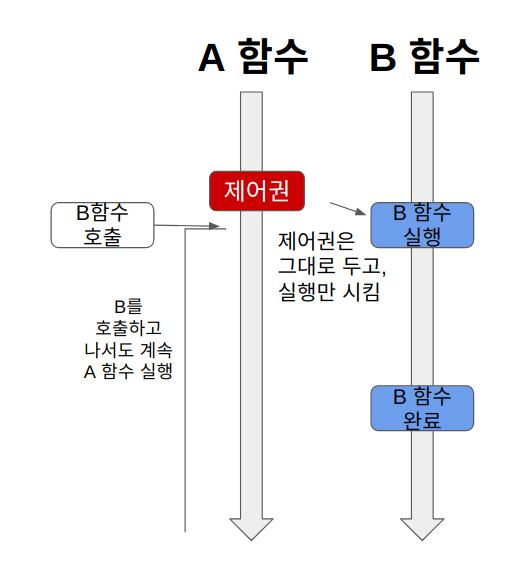 A 함수
B 함수
제어권
B함수
호출
B 함수
실행
제어권은
그대로 두고,
실행만 시킴
B를
호출하고
나서도 계속
A 함수 실행
B 함수
완료